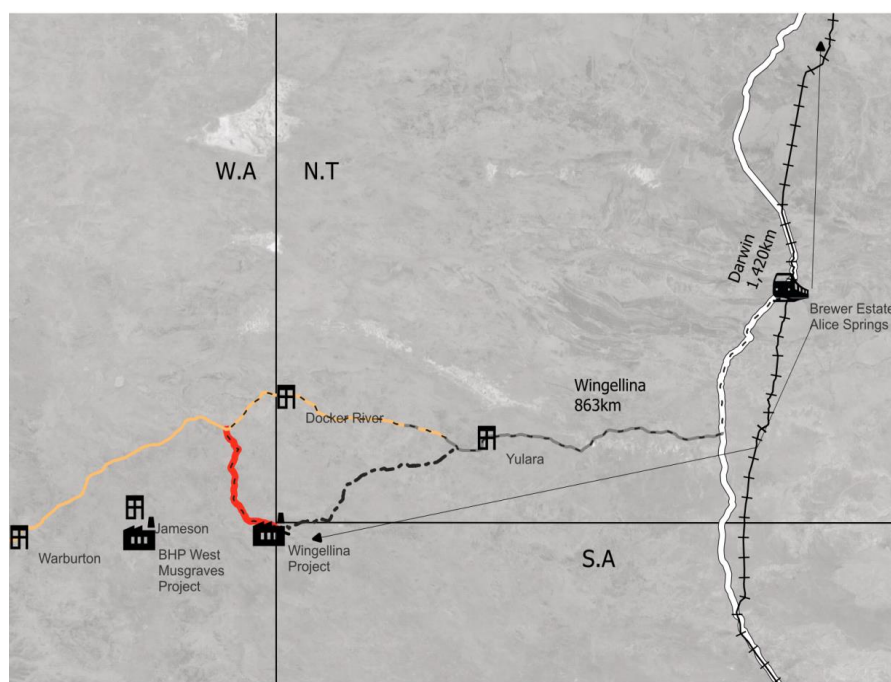 W.A
N.T
Darwin
1,420km
Brewer Estate
Alice Springs
Wingellina
863km
Docker River
Yulara
Jameson
Warburton
BHP West
Musgraves
Project
Wingellina
Project
S.A